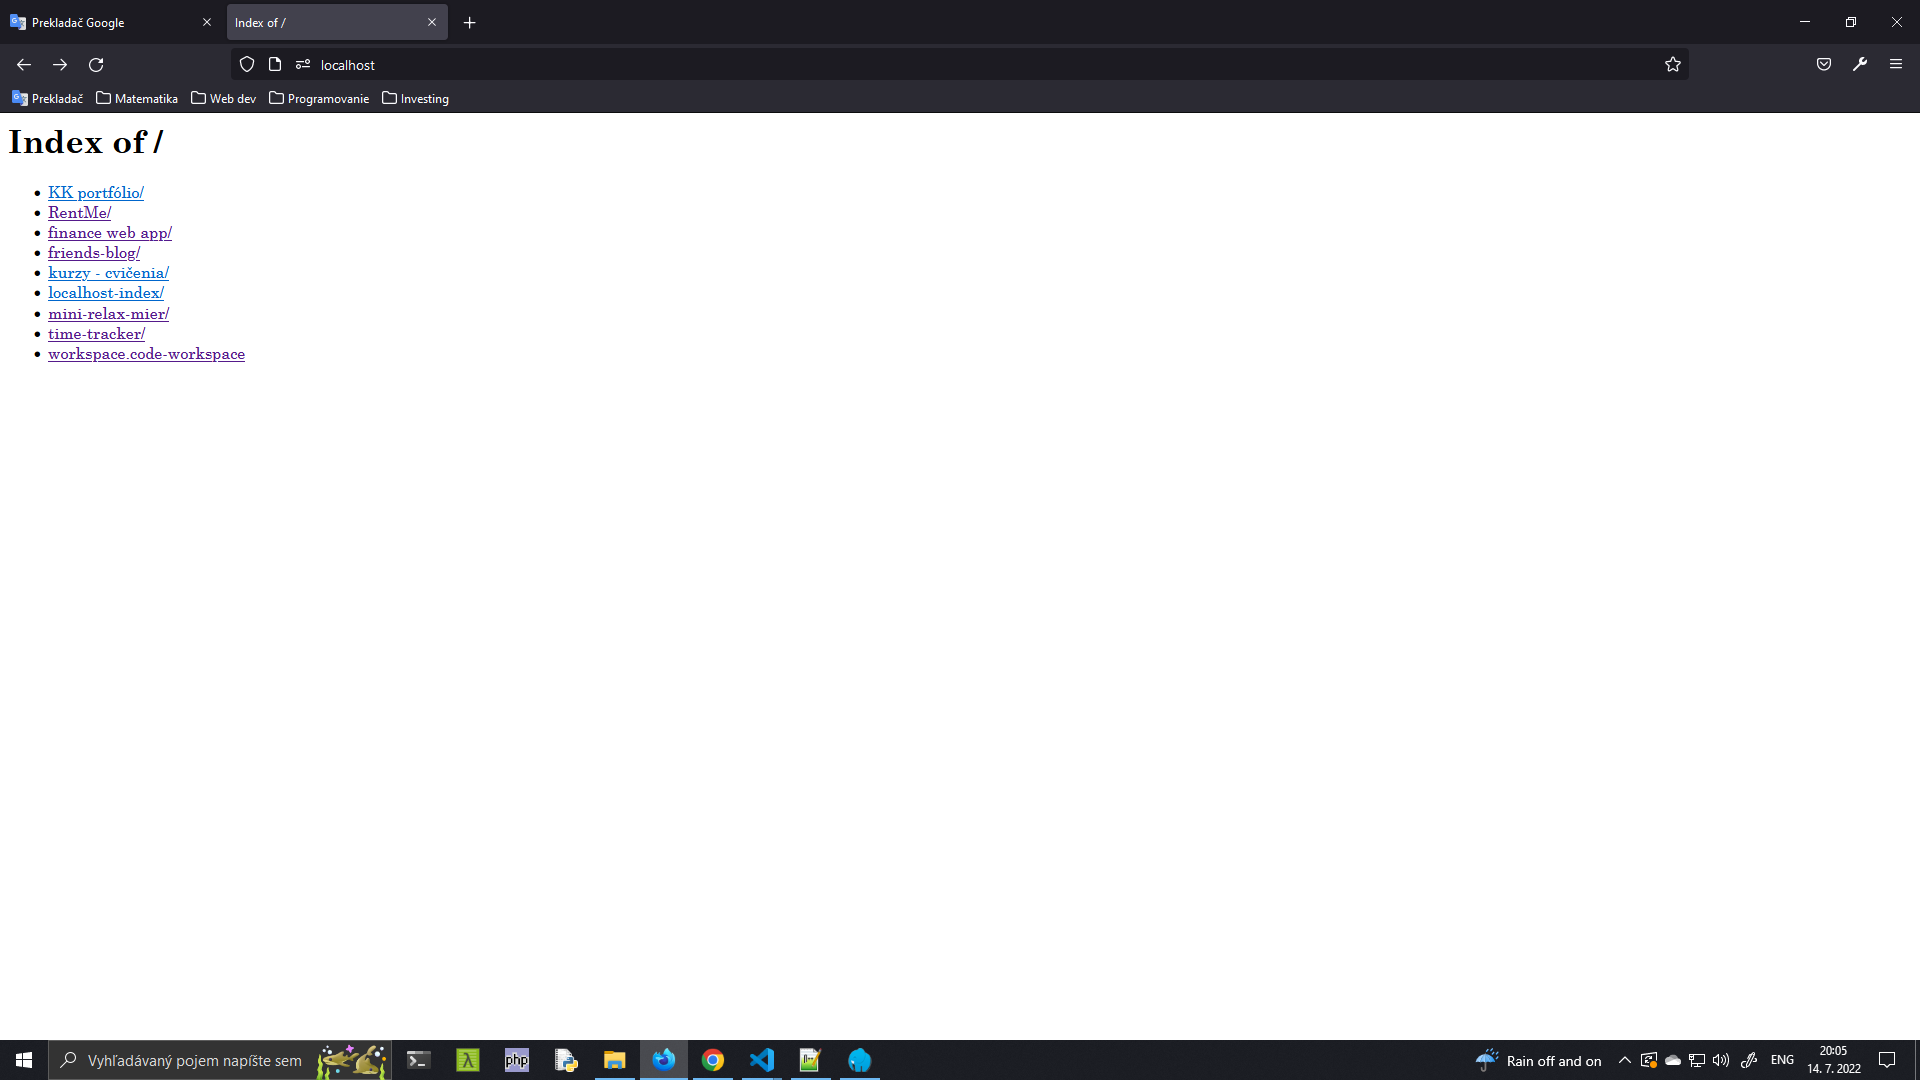 Prekladač Google
Index of /
localhost
Prekladač
Matematika
Web dev
Programovanie
Investing
Index of /
KK portfólio/
RentMe/
finance web app/
friends-blog/
kurzy - cvičenia/
localhost-index/
mini-relax-mier/
time-tracker/
workspace.code-workspace
Vyhľadávaný pojem napíšte sem
php
Rain off and on
ENG
20:05
14. 7. 2022